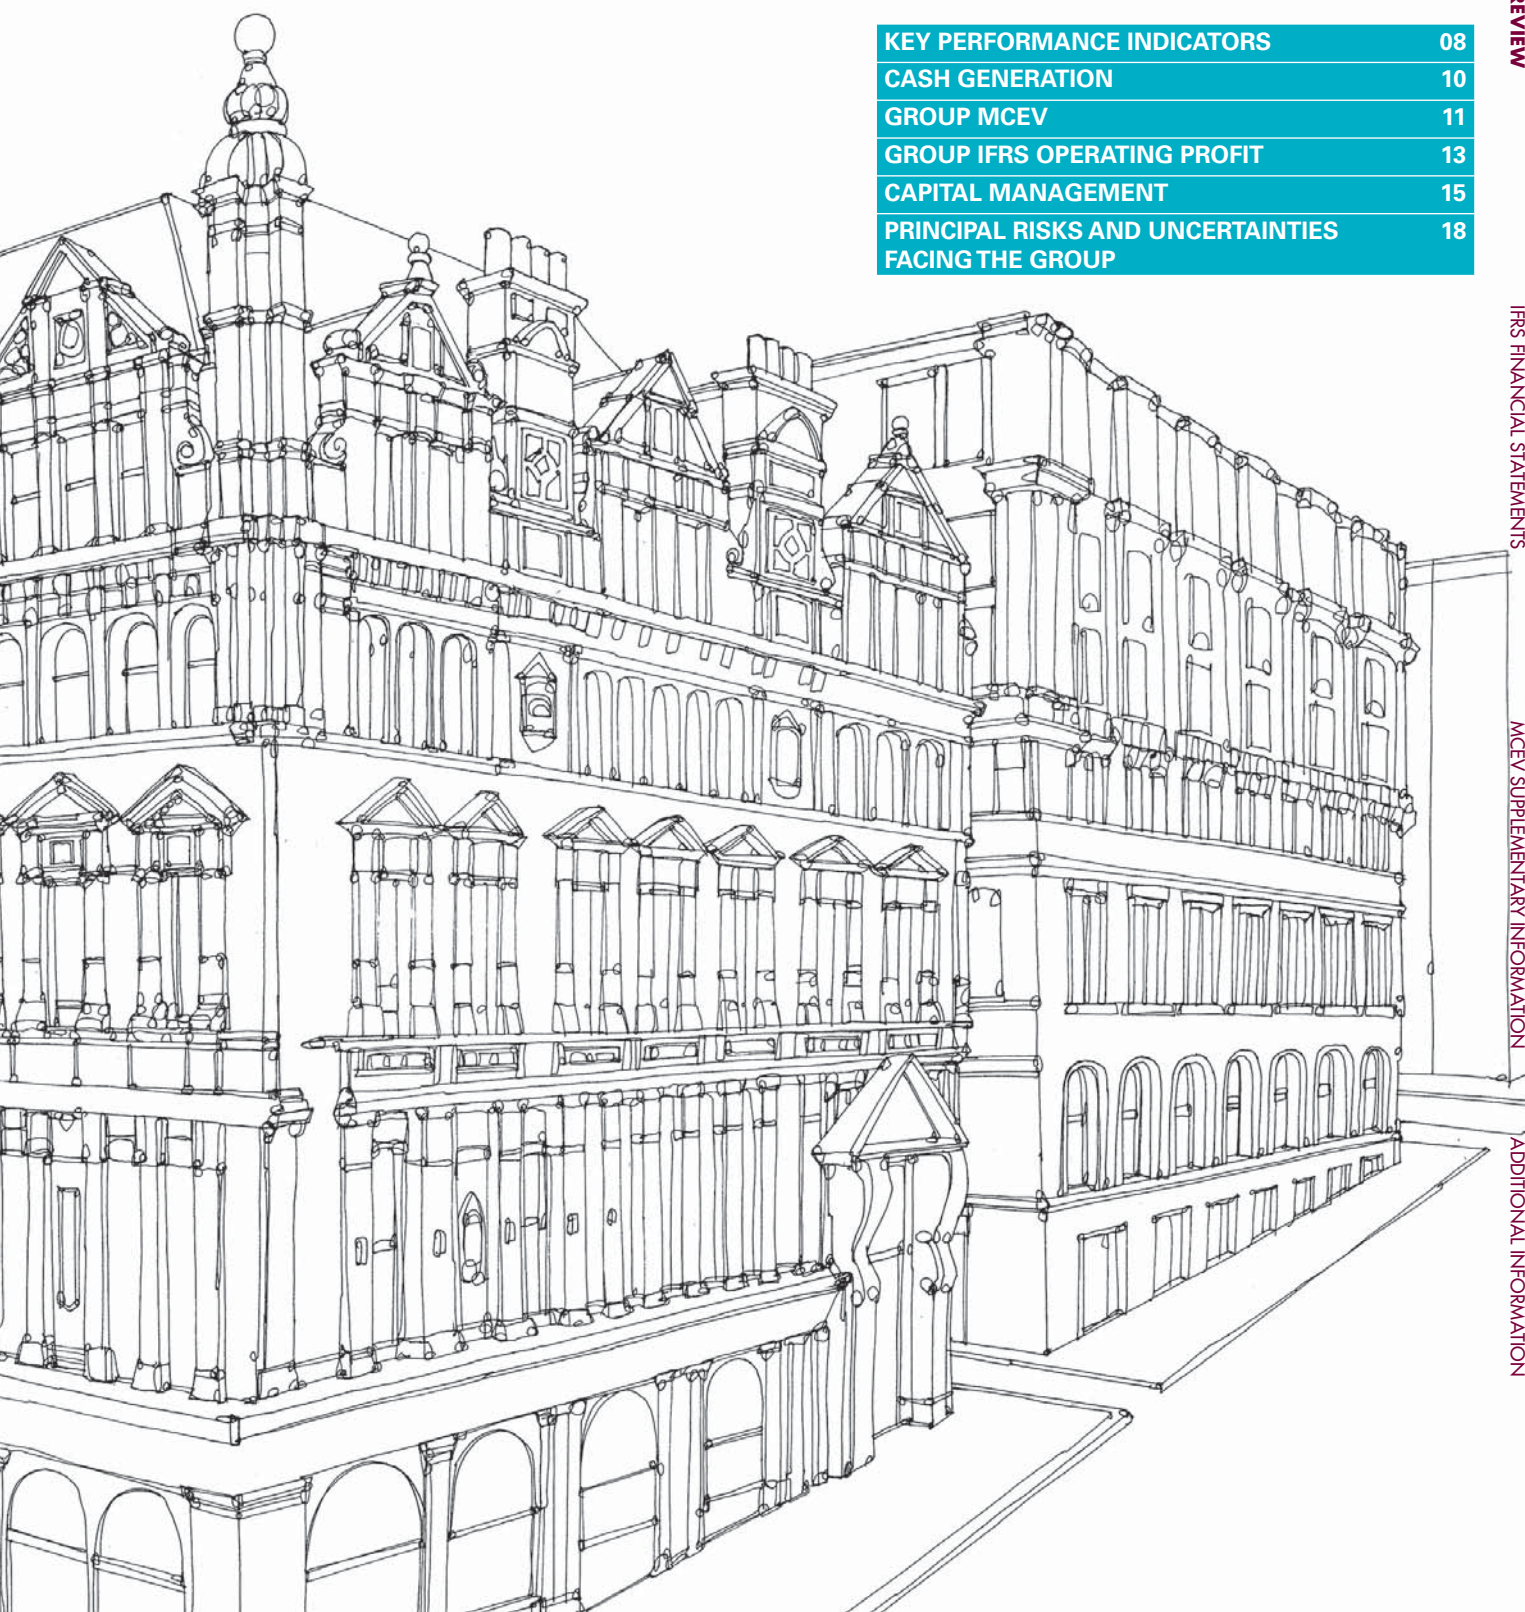 KEY PERFORMANCE INDICATORS 08
CASH GENERATION 10
GROUP MCEV 11
GROUP IFRS OPERATING PROFIT 13
CAPITAL MANAGEMENT 15
PRINCIPAL RISKS AND UNCERTAINTIES 18
FACING THE GROUP
IFRS FINANCIAL STATEMENTS
MCEV SUPPLEMENTARY INFORMATION
ADDITIONAL INFORMATION